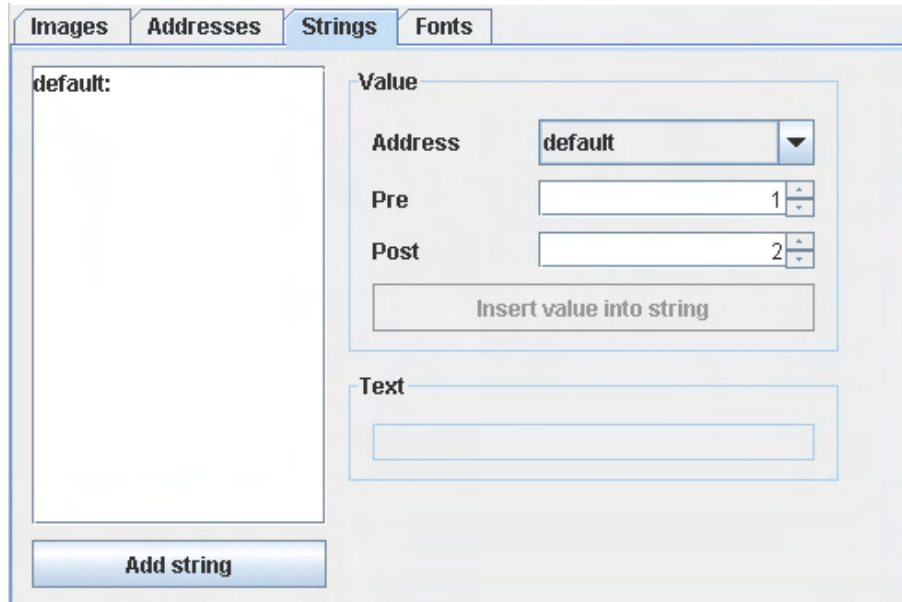 Images Addresses Strings Fonts
default:
Value
Address default
Pre 1
Post 2
Insert value into string
Text
Add string